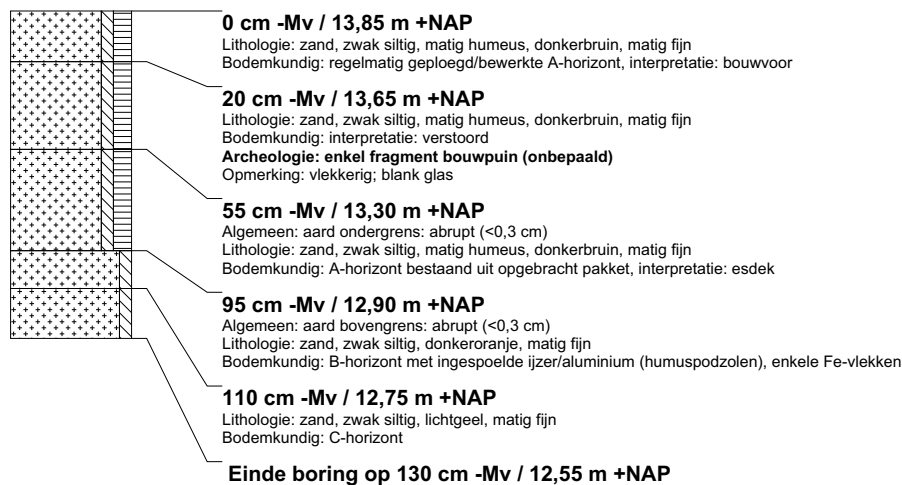 0 cm -Mv / 13,85 m +NAP
Lithologie: zand, zwak siltig, matig humeus, donkerbruin, matig fijn
Bodemkundig: regelmatig geploegd/bewerkte A-horizont, interpretatie: bouwvoor
20 cm -Mv / 13,65 m +NAP
Lithologie: zand, zwak siltig, matig humeus, donkerbruin, matig fijn
Bodemkundig: interpretatie: verstoord
Archeologie: enkel fragment bouwpuin (onbepaald)
Opmerking: vlekkerig; blank glas
55 cm -Mv / 13,30 m +NAP
Algemeen: aard ondergrens: abrupt (<0,3 cm)
Lithologie: zand, zwak siltig, matig humeus, donkerbruin, matig fijn
Bodemkundig: A-horizont bestaand uit opgebracht pakket, interpretatie: esdek
95 cm -Mv / 12,90 m +NAP
Algemeen: aard bovengrens: abrupt (<0,3 cm)
Lithologie: zand, zwak siltig, donkeroranje, matig fijn
Bodemkundig: B-horizont met ingespoelde ijzer/aluminium (humuspodzolen), enkele Fe-vlekken
110 cm -Mv / 12,75 m +NAP
Lithologie: zand, zwak siltig, lichtgeel, matig fijn
Bodemkundig: C-horizont
Einde boring op 130 cm -Mv / 12,55 m +NAP